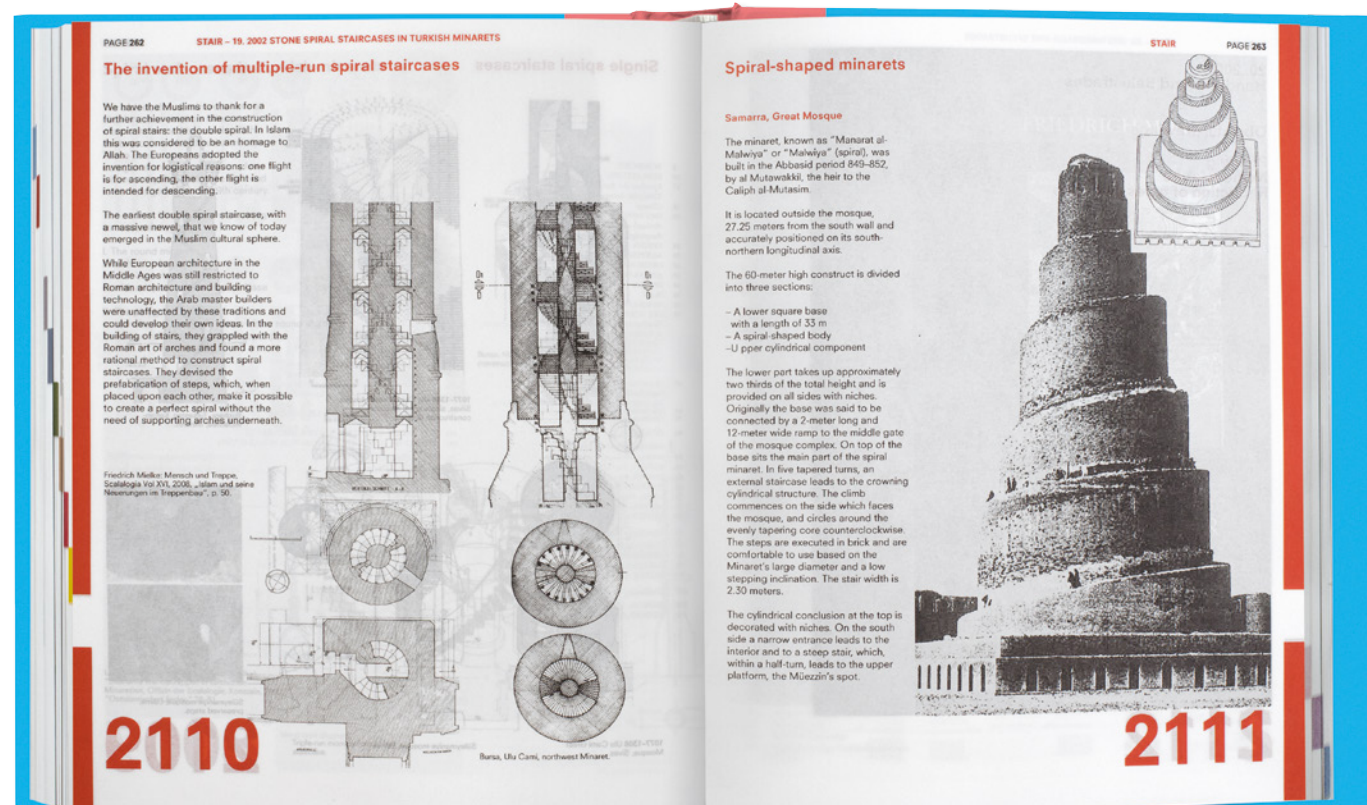 PAGE 262
STAIR – 19. 2002 STONE SPIRAL STAIRCASES IN TURKISH MINARETS
The invention of multiple-run spiral staircases
We have the Muslims to thank for a
further achievement in the construction
of spiral stairs: the double spiral. In Islam
this was considered to be an homage to
Allah. The Europeans adopted the
invention for logistical reasons: one flight
is for ascending, the other flight is
intended for descending.
The earliest double spiral staircase, with
a massive newel, that we know of today
emerged in the Muslim cultural sphere.
While European architecture in the
Middle Ages was still restricted to
Roman architecture and building
technology, the Arab master builders
were unaffected by these traditions and
could develop their own ideas. In the
building of stairs, they grappled with the
Roman art of arches and found a more
rational method to construct spiral
staircases. They devised the
prefabrication of steps, which, when
placed upon each other, make it possible
to create a perfect spiral without the
need of supporting arches underneath.
Friedrich Mielke: Mensch und Treppe,
Scalalogia Vol XVI, 2008, „Islam und seine
Neuerungen im Treppenbau", p. 50.
Bursa, Ulu Cami, northwest Minaret.
2110
STAIR
PAGE 263
Spiral-shaped minarets
Samarra, Great Mosque
The minaret, known as "Manarat al-
Malwiya" or "Malwiya" (spiral), was
built in the Abbasid period 849–852,
by al Mutawakkil, the heir to the
Caliph al-Mutasim.
It is located outside the mosque,
27.25 meters from the south wall and
accurately positioned on its south-
northern longitudinal axis.
The 60-meter high construct is divided
into three sections:
– A lower square base
with a length of 33 m
– A spiral-shaped body
–U pper cylindrical component
The lower part takes up approximately
two thirds of the total height and is
provided on all sides with niches.
Originally the base was said to be
connected by a 2-meter long and
12-meter wide ramp to the middle gate
of the mosque complex. On top of the
base sits the main part of the spiral
minaret. In five tapered turns, an
external staircase leads to the crowning
cylindrical structure. The climb
commences on the side which faces
the mosque, and circles around the
evenly tapering core counterclockwise.
The steps are executed in brick and are
comfortable to use based on the
Minaret's large diameter and a low
stepping inclination. The stair width is
2.30 meters.
The cylindrical conclusion at the top is
decorated with niches. On the south
side a narrow entrance leads to the
interior and to a steep stair, which,
within a half-turn, leads to the upper
platform, the Müezzin's spot.
2111